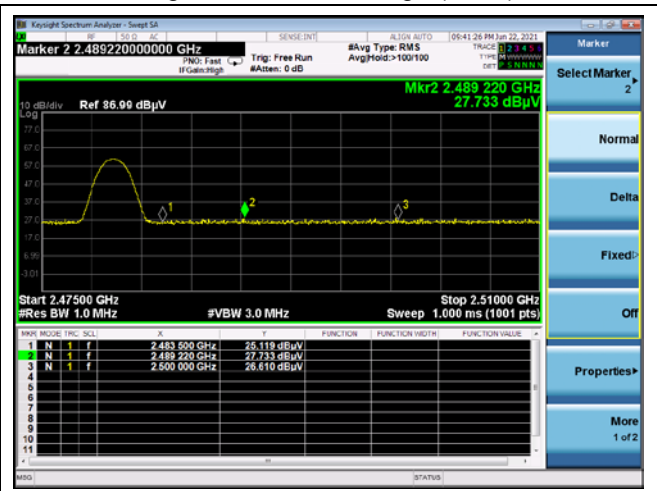 Keysight Spectrum Analyzer - Swept SA
RF 50 Ω AC SENSE:INT ALIGN AUTO 09:41:26 PM Jun 22, 2021
Marker 2 2.489220000000 GHz
PNO: Fast
IFGain:High
Trig: Free Run
#Atten: 0 dB
#Avg Type: RMS
Avg|Hold:>100/100
TRACE 1 2 3 4 5 6
TYPE
DET P S N N N N
Mkr2 2.489 220 GHz
27.733 dBµV
10 dB/div Ref 86.99 dBµV
Log
77.0
67.0
57.0
47.0
37.0
27.0
17.0
6.99
-3.01
1
2
3
Start 2.47500 GHz Stop 2.51000 GHz
#Res BW 1.0 MHz #VBW 3.0 MHz Sweep 1.000 ms (1001 pts)
MKR MODE TRC SCL X Y FUNCTION FUNCTION WIDTH FUNCTION VALUE
1 N 1 f 2.483 500 GHz 25.119 dBµV
2 N 1 f 2.489 220 GHz 27.733 dBµV
3 N 1 f 2.500 000 GHz 26.610 dBµV
4
5
6
7
8
9
10
11
MSG STATUS
Marker
Select Marker
2
Normal
Delta
Fixed
Off
Properties
More
1 of 2